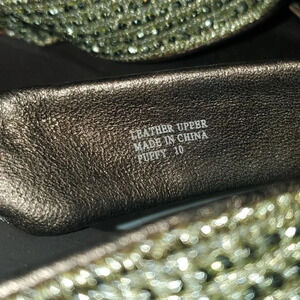 LEATHER UPPER
MADE IN CHINA
PUFFY 10